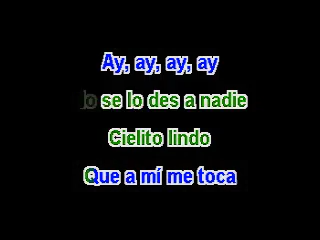 Ay, ay, ay, ay
se lo des a nadie
Cielito lindo
Que a mí me toca